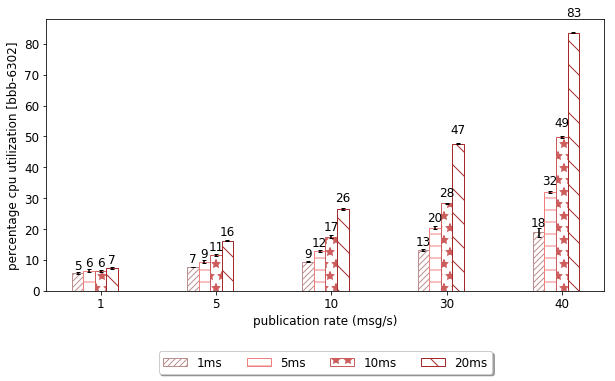 83
80
70
60
50
40
30
20
10
0
percentage cpu utilization [bbb-6302]
5 6 6 7
7 9 11 16
9 12 17 26
13 20 28 47
18 32 49
1 5 10 30 40
publication rate (msg/s)
1ms 5ms 10ms 20ms